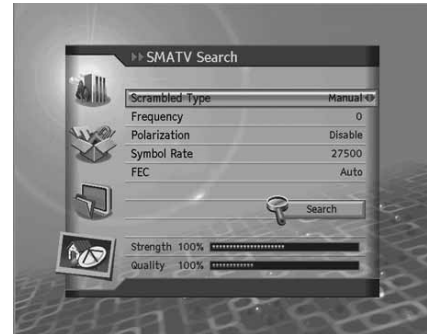 SMATV Search
Scrambled Type Manual
Frequency 0
Polarization Disable
Symbol Rate 27500
FEC Auto
Search
Strength 100%
Quality 100%